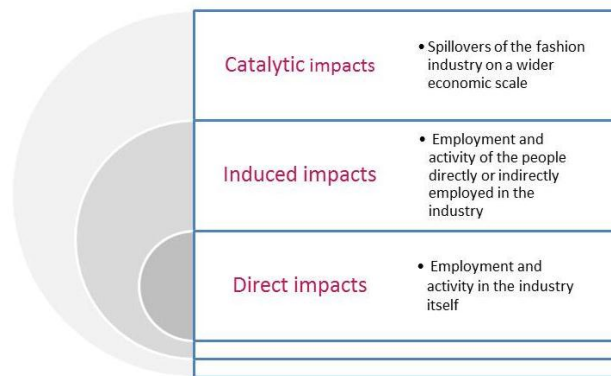 Catalytic impacts
• Spillovers of the fashion
industry on a wider
economic scale
Induced impacts
• Employment and
activity of the people
directly or indirectly
employed in the
industry
Direct impacts
• Employment and
activity in the industry
itself